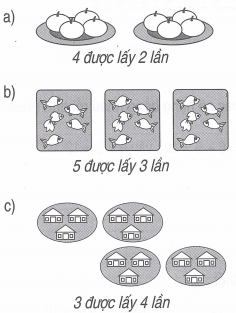 a)
4 được lấy 2 lần
b)
5 được lấy 3 lần
c)
3 được lấy 4 lần